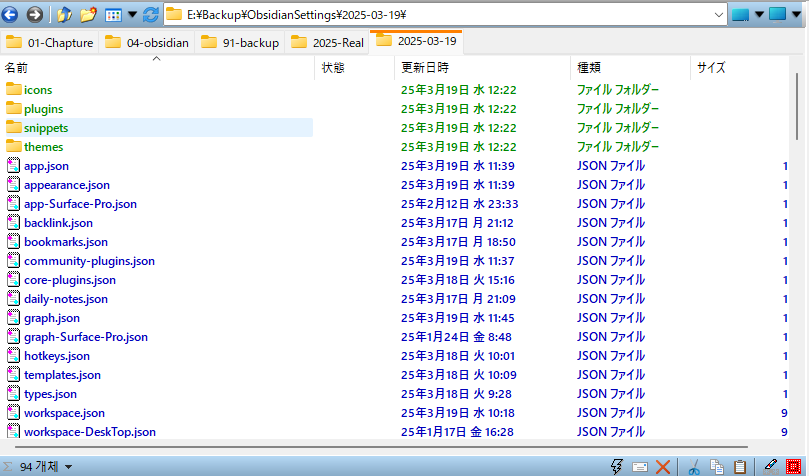 E:¥Backup¥ObsidianSettings¥2025-03-19¥
01-Chapture 04-obsidian 91-backup 2025-Real 2025-03-19
名前 状態 更新日時 種類 サイズ
icons 25年3月19日 水 12:22 ファイル フォルダー
plugins 25年3月19日 水 12:22 ファイル フォルダー
snippets 25年3月19日 水 12:22 ファイル フォルダー
themes 25年3月19日 水 12:22 ファイル フォルダー
app.json 25年3月19日 水 11:39 JSON ファイル 1
appearance.json 25年3月19日 水 11:39 JSON ファイル 1
app-Surface-Pro.json 25年2月12日 水 23:33 JSON ファイル 1
backlink.json 25年3月17日 月 21:12 JSON ファイル 1
bookmarks.json 25年3月17日 月 18:50 JSON ファイル 1
community-plugins.json 25年3月19日 水 11:37 JSON ファイル 1
core-plugins.json 25年3月18日 火 15:16 JSON ファイル 1
daily-notes.json 25年3月17日 月 21:09 JSON ファイル 1
graph.json 25年3月19日 水 11:45 JSON ファイル 1
graph-Surface-Pro.json 25年1月24日 金 8:48 JSON ファイル 1
hotkeys.json 25年3月18日 火 10:01 JSON ファイル 1
templates.json 25年3月18日 火 10:09 JSON ファイル 1
types.json 25年3月18日 火 9:28 JSON ファイル 1
workspace.json 25年3月19日 水 10:18 JSON ファイル 9
workspace-DeskTop.json 25年1月17日 金 16:28 JSON ファイル 9
Σ 94 개체